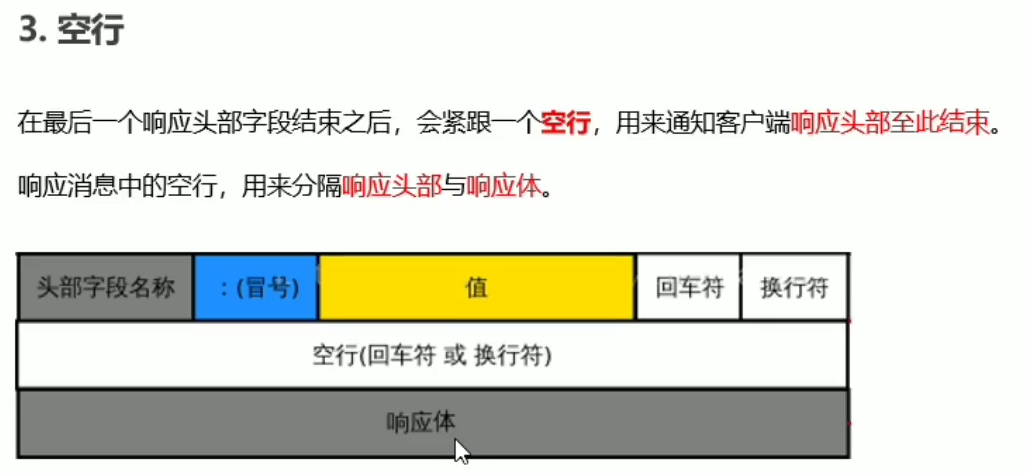 3. 空行
在最后一个响应头部字段结束之后，会紧跟一个空行，用来通知客户端响应头部至此结束。
响应消息中的空行，用来分隔响应头部与响应体。
头部字段名称 : (冒号) 值 回车符 换行符
空行(回车符 或 换行符)
响应体